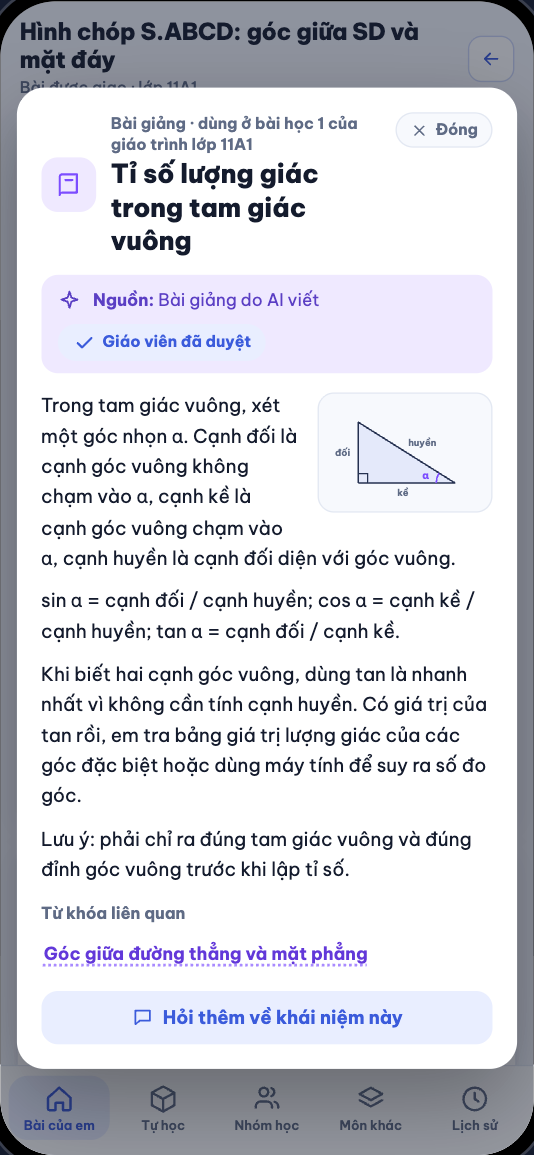 Hình chóp S.ABCD: góc giữa SD và
mặt đáy
Bài được giao · lớp 11A1
Bài giảng · dùng ở bài học 1 của
giáo trình lớp 11A1
Đóng
Tỉ số lượng giác
trong tam giác
vuông
Nguồn: Bài giảng do AI viết
Giáo viên đã duyệt
Trong tam giác vuông, xét
một góc nhọn α. Cạnh đối là
cạnh góc vuông không
chạm vào α, cạnh kề là
cạnh góc vuông chạm vào
α, cạnh huyền là cạnh đối diện với góc vuông.
đối
huyền
α
kề
sin α = cạnh đối / cạnh huyền; cos α = cạnh kề /
cạnh huyền; tan α = cạnh đối / cạnh kề.
Khi biết hai cạnh góc vuông, dùng tan là nhanh
nhất vì không cần tính cạnh huyền. Có giá trị của
tan rồi, em tra bảng giá trị lượng giác của các
góc đặc biệt hoặc dùng máy tính để suy ra số đo
góc.
Lưu ý: phải chỉ ra đúng tam giác vuông và đúng
đỉnh góc vuông trước khi lập tỉ số.
Từ khóa liên quan
Góc giữa đường thẳng và mặt phẳng
Hỏi thêm về khái niệm này
Bài của em
Tự học
Nhóm học
Môn khác
Lịch sử